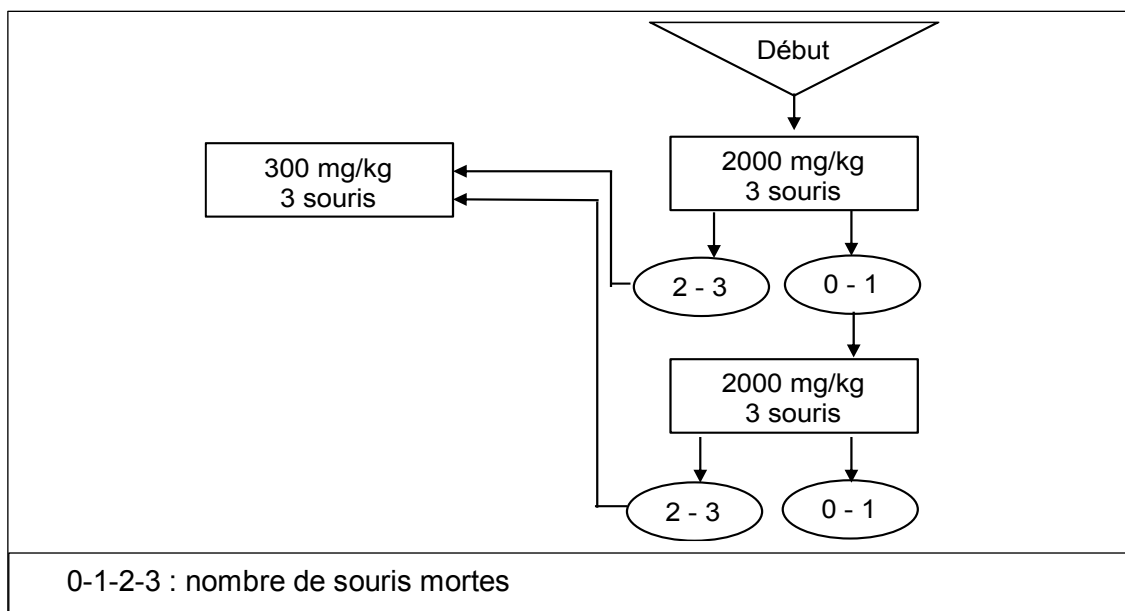 Début
2000 mg/kg
3 souris
300 mg/kg
3 souris
2 - 3
0 - 1
2000 mg/kg
3 souris
2 - 3
0 - 1
0-1-2-3 : nombre de souris mortes